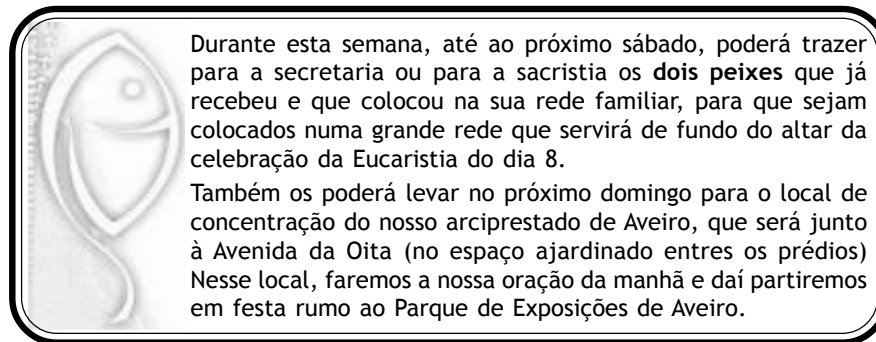 Durante esta semana, até ao próximo sábado, poderá trazer
para a secretaria ou para a sacristia os dois peixes que já
recebeu e que colocou na sua rede familiar, para que sejam
colocados numa grande rede que servirá de fundo do altar da
celebração da Eucaristia do dia 8.
Também os poderá levar no próximo domingo para o local de
concentração do nosso arciprestado de Aveiro, que será junto
à Avenida da Oita (no espaço ajardinado entres os prédios)
Nesse local, faremos a nossa oração da manhã e daí partiremos
em festa rumo ao Parque de Exposições de Aveiro.